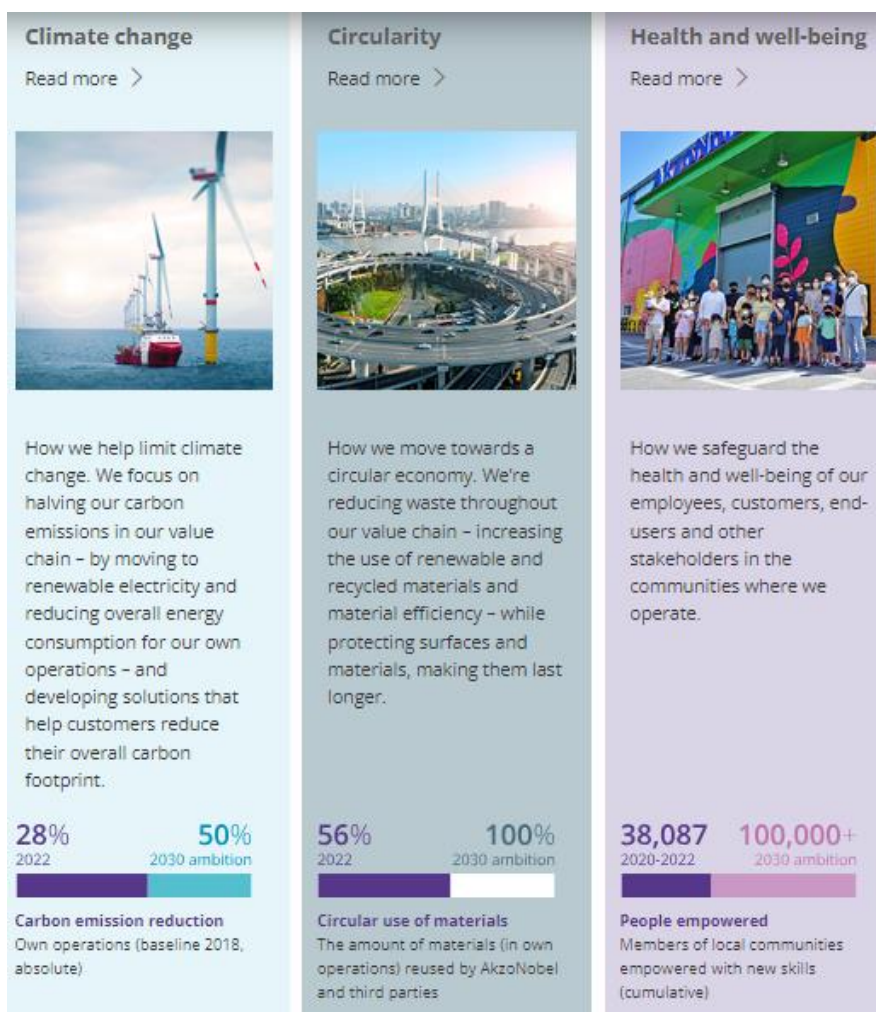 Climate change
Read more
How we help limit climate
change. We focus on
halving our carbon
emissions in our value
chain – by moving to
renewable electricity and
reducing overall energy
consumption for our own
operations – and
developing solutions that
help customers reduce
their overall carbon
footprint.
28%
2022
50%
2030 ambition
Carbon emission reduction
Own operations (baseline 2018,
absolute)
Circularity
Read more
How we move towards a
circular economy. We're
reducing waste throughout
our value chain – increasing
the use of renewable and
recycled materials and
material efficiency – while
protecting surfaces and
materials, making them last
longer.
56%
2022
100%
2030 ambition
Circular use of materials
The amount of materials (in own
operations) reused by AkzoNobel
and third parties
Health and well-being
Read more
How we safeguard the
health and well-being of our
employees, customers, end-
users and other
stakeholders in the
communities where we
operate.
38,087
2020-2022
100,000+
2030 ambition
People empowered
Members of local communities
empowered with new skills
(cumulative)